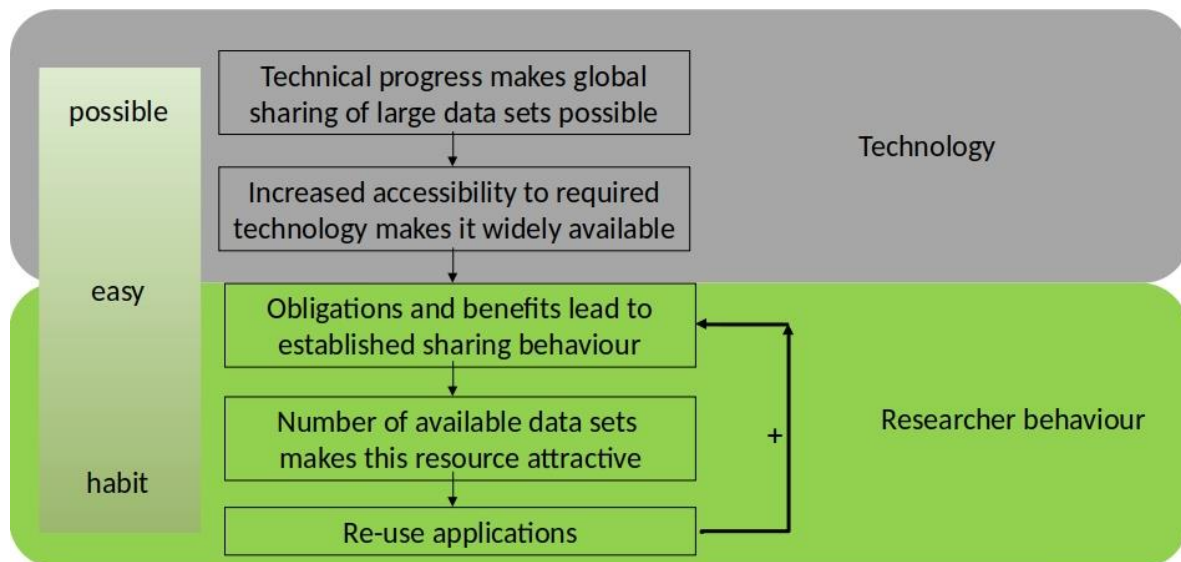 possible
easy
habit
Technical progress makes global
sharing of large data sets possible
Increased accessibility to required
technology makes it widely available
Technology
Obligations and benefits lead to
established sharing behaviour
Number of available data sets
makes this resource attractive
Re-use applications
+
Researcher behaviour